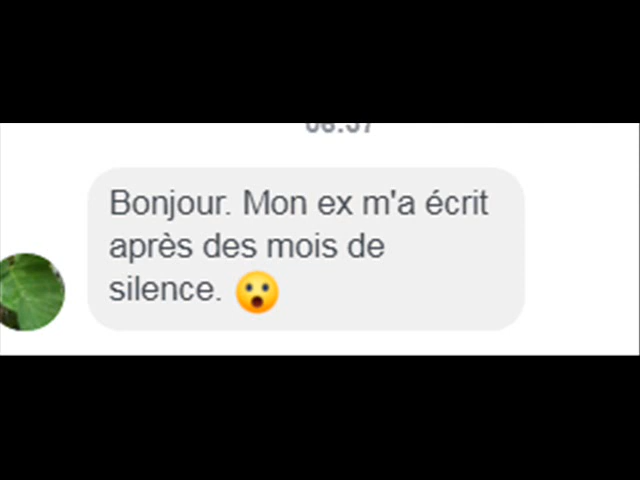 Bonjour. Mon ex m'a écrit
après des mois de
silence. 😮